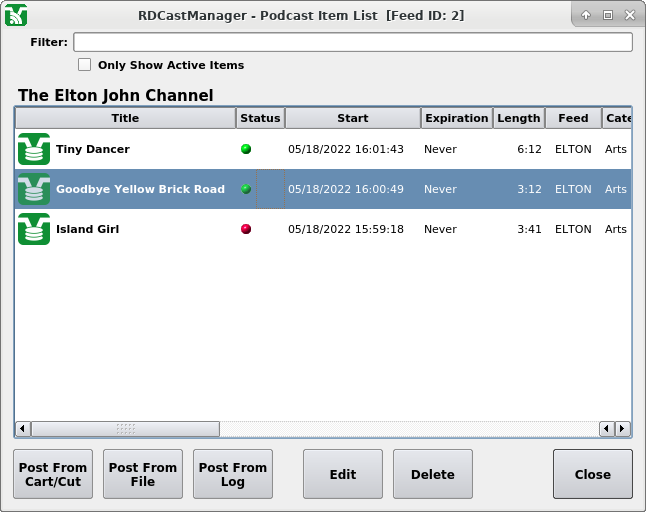 RDCastManager - Podcast Item List [Feed ID: 2]
Filter:
Only Show Active Items
The Elton John Channel
Title Status Start Expiration Length Feed Cate
Tiny Dancer 05/18/2022 16:01:43 Never 6:12 ELTON Arts
Goodbye Yellow Brick Road 05/18/2022 16:00:49 Never 3:12 ELTON Arts
Island Girl 05/18/2022 15:59:18 Never 3:41 ELTON Arts
Post From Cart/Cut
Post From File
Post From Log
Edit
Delete
Close